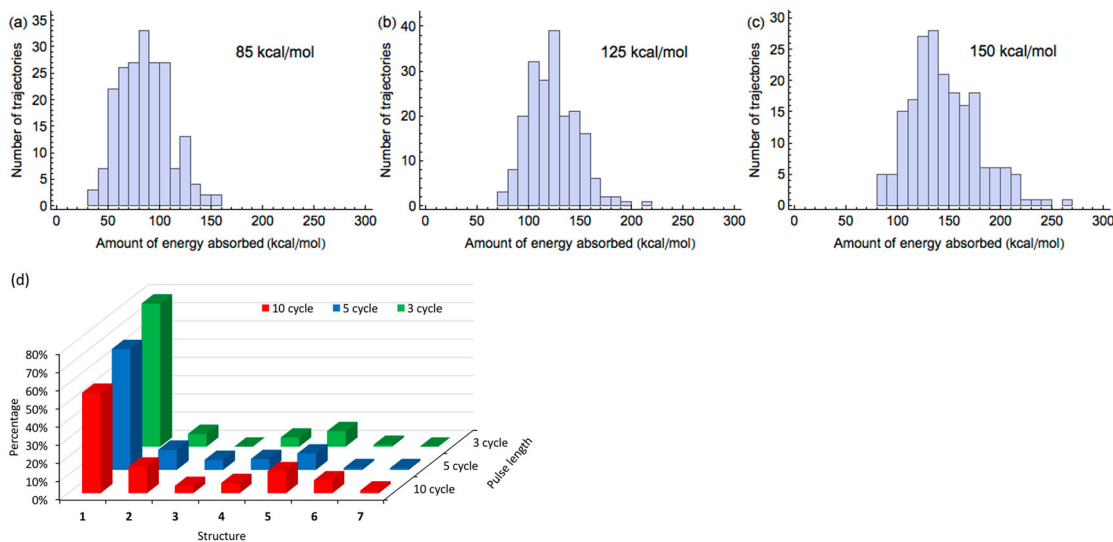 (a)
85 kcal/mol
Number of trajectories
35
30
25
20
15
10
5
0
0 50 100 150 200 250 300
Amount of energy absorbed (kcal/mol)
(b)
125 kcal/mol
Number of trajectories
40
30
20
10
0
0 50 100 150 200 250 300
Amount of energy absorbed (kcal/mol)
(c)
150 kcal/mol
Number of trajectories
30
25
20
15
10
5
0
0 50 100 150 200 250 300
Amount of energy absorbed (kcal/mol)
(d)
10 cycle 5 cycle 3 cycle
Percentage
80%
70%
60%
50%
40%
30%
20%
10%
0%
3 cycle
5 cycle
10 cycle
Pulse length
1 2 3 4 5 6 7
Structure